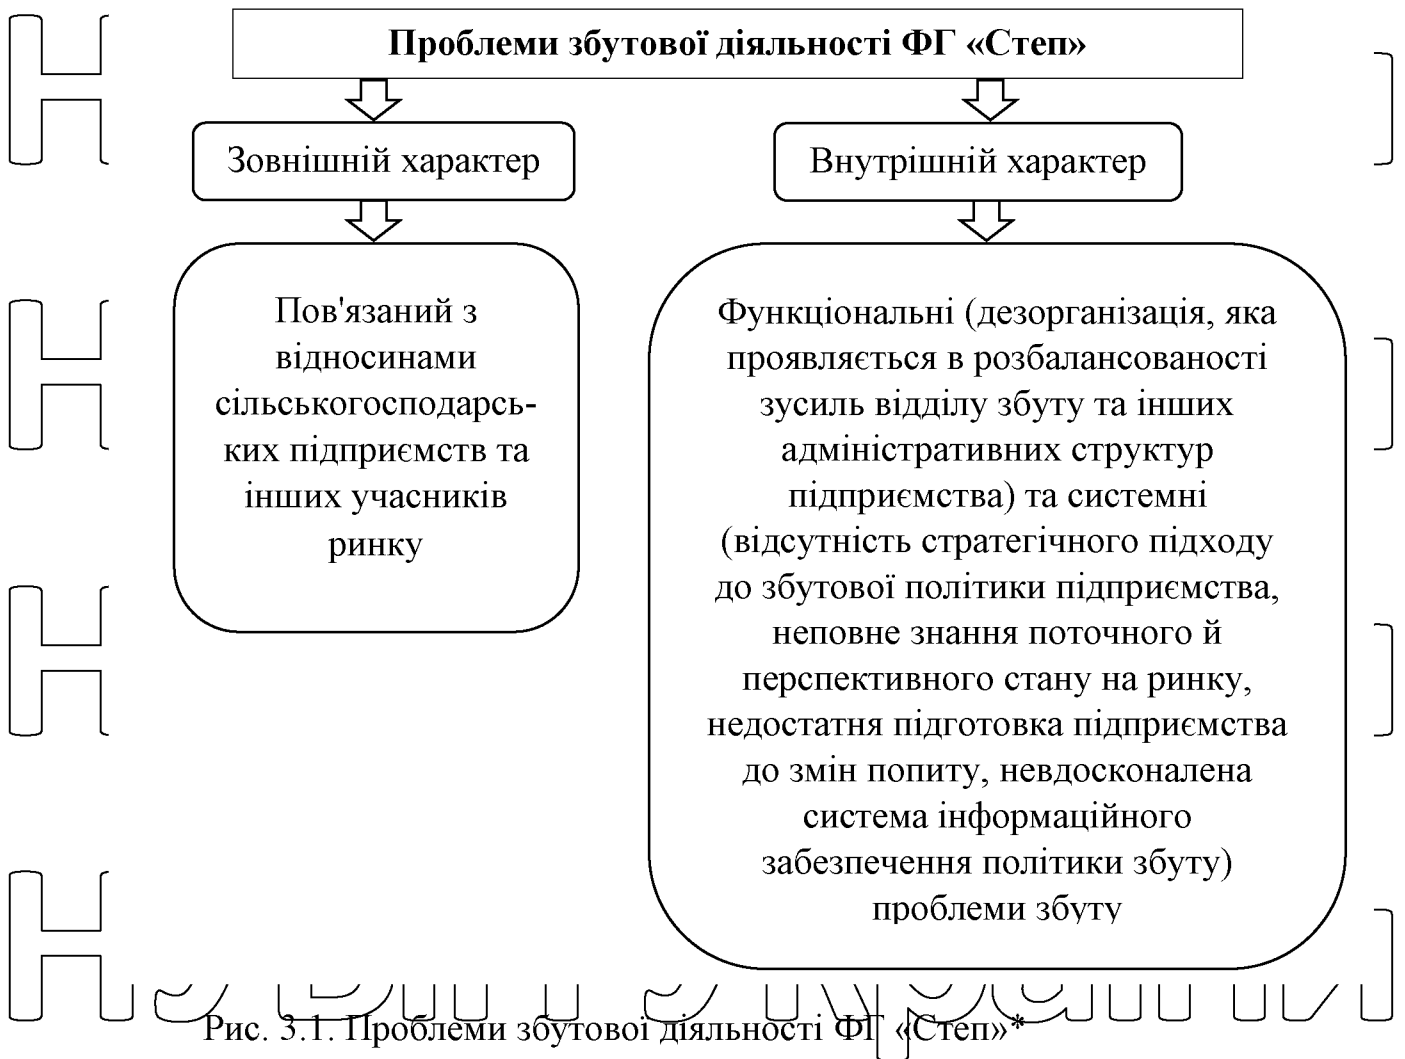 Проблеми збутової діяльності ФГ «Степ»
Зовнішній характер
Внутрішній характер
Пов'язаний з
відносинами
сільськогосподарсь-
ких підприємств та
інших учасників
ринку
Функціональні (дезорганізація, яка
проявляється в розбалансованості
зусиль відділу збуту та інших
адміністративних структур
підприємства) та системні
(відсутність стратегічного підходу
до збутової політики підприємства,
неповне знання поточного й
перспективного стану на ринку,
недостатня підготовка підприємства
до змін попиту, невдосконалена
система інформаційного
забезпечення політики збуту)
проблеми збуту
Рис. 3.1. Проблеми збутової діяльності ФГ «Степ»*